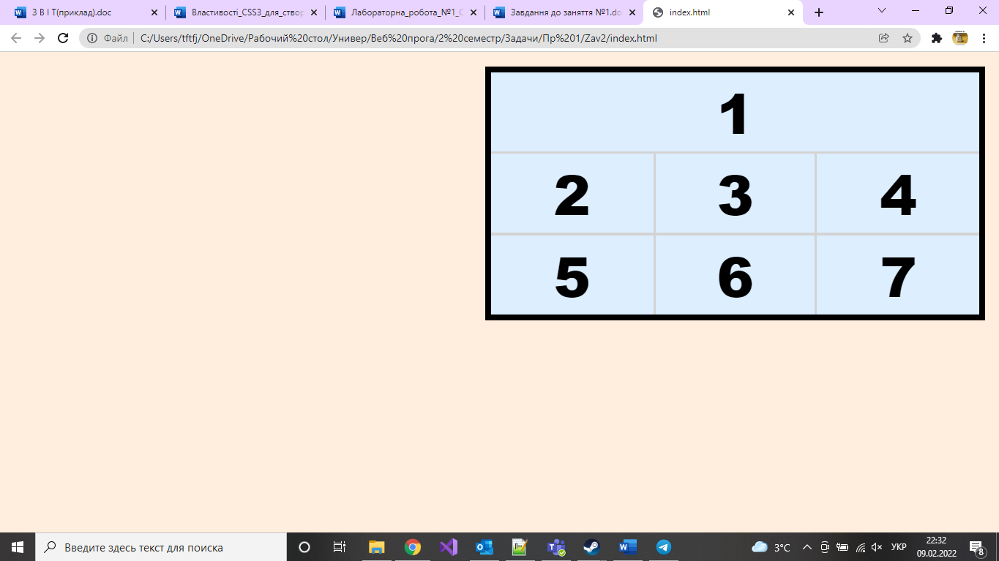 З В І Т(приклад).doc
Властивості_CSS3_для_створ
Лабораторна_робота_№1_C
Завдання до заняття №1.do
index.html
Файл | C:/Users/tftfj/OneDrive/Рабочий%20стол/Универ/Веб%20прога/2%20семестр/Задачи/Пр%201/Zav2/index.html
1
2 3 4
5 6 7
Введите здесь текст для поиска
3°C
УКР
22:32
09.02.2022
8